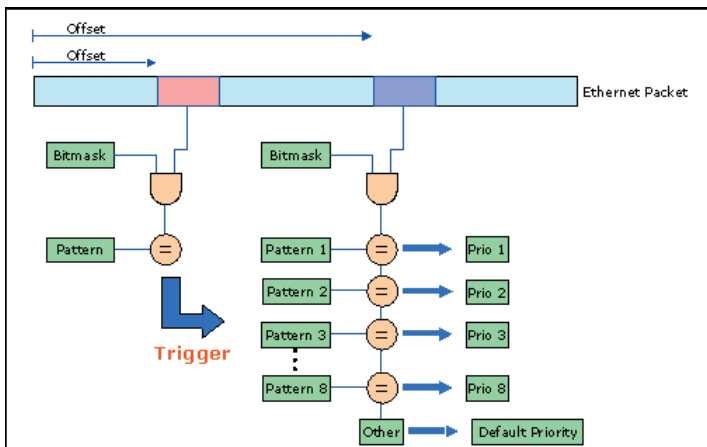 Offset
Offset
Ethernet Packet
Bitmask
Bitmask
Pattern
=
Pattern 1
=
Prio 1
Pattern 2
=
Prio 2
Trigger
Pattern 3
=
Prio 3
Pattern 8
=
Prio 8
Other
Default Priority